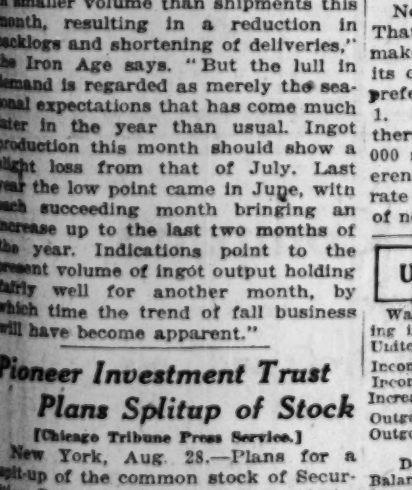 smaller volume than shipments this
month, resulting in a reduction in
backlogs and shortening of deliveries,"
the Iron Age says. "But the lull in
demand is regarded as merely the sea-
sonal expectations that has come much
later in the year than usual. Ingot
production this month should show a
slight loss from that of July. Last
year the low point came in June, with
each succeeding month bringing an
increase up to the last two months of
the year. Indications point to the
present volume of ingot output holding
fairly well for another month, by
which time the trend of fall business
will have become apparent."
Pioneer Investment Trust
Plans Splitup of Stock
[Chicago Tribune Press Service.]
New York, Aug. 28.—Plans for a
split-up of the common stock of Secur-
That
mak
its
prefe
1.
ther
000
eren
rate
of n
U
Wa
ing i
Unite
Incom
Incom
Increa
Outgo
Outgo
D
Balan